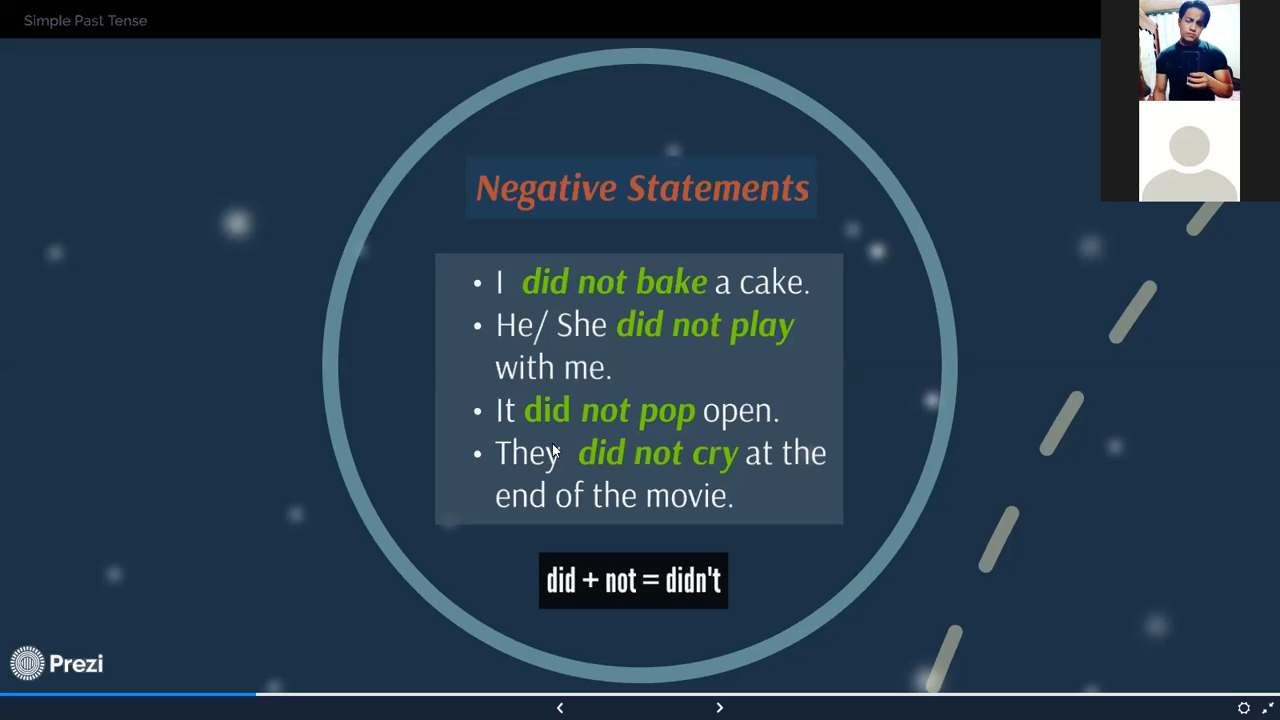 Simple Past Tense
Negative Statements
• I did not bake a cake.
• He/ She did not play
with me.
• It did not pop open.
• They did not cry at the
end of the movie.
did + not = didn't
Prezi